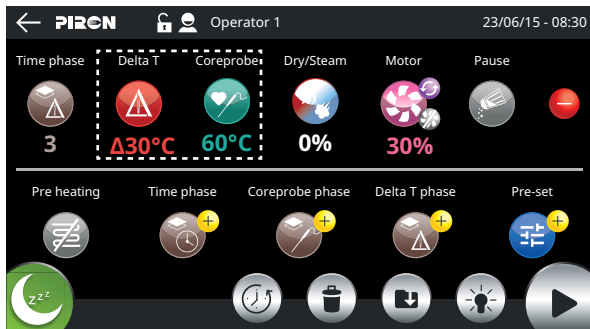 PIRON Operator 1 23/06/15 - 08:30
Time phase Delta T Coreprobe Dry/Steam Motor Pause
3 Δ30°C 60°C 0% 30%
Pre heating Time phase Coreprobe phase Delta T phase Pre-set
+ + + +
zzz